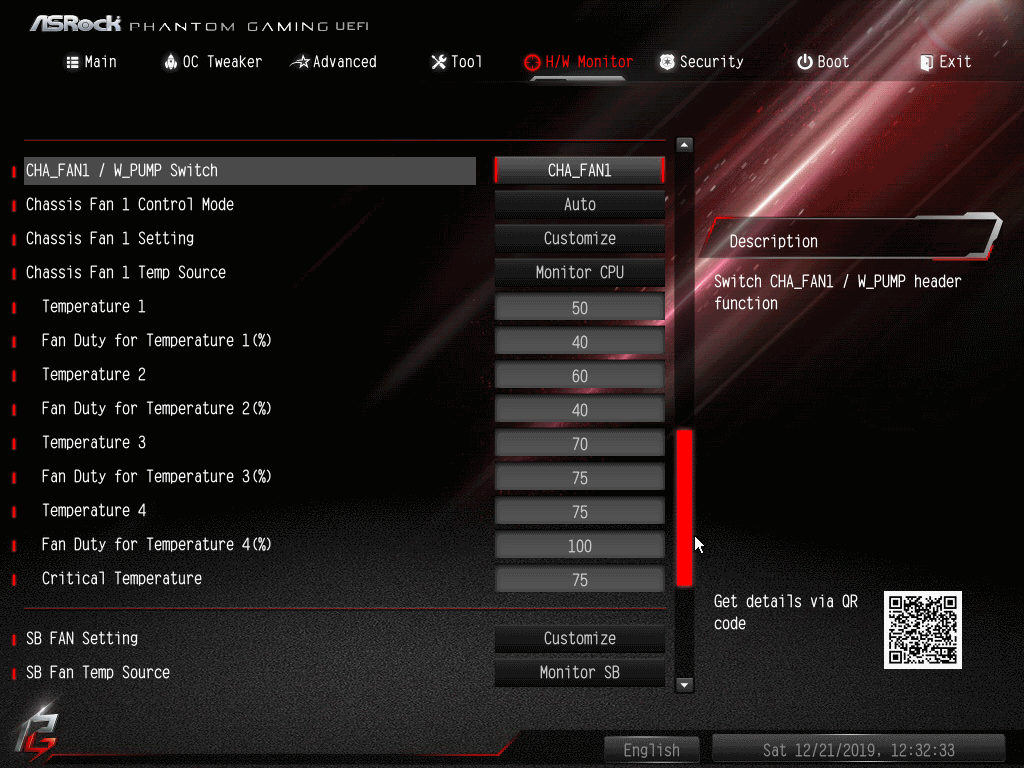 ASRock PHANTOM GAMING UEFI
Main OC Tweaker Advanced Tool H/W Monitor Security Boot Exit
CHA_FAN1 / W_PUMP Switch CHA_FAN1
Chassis Fan 1 Control Mode Auto
Chassis Fan 1 Setting Customize
Chassis Fan 1 Temp Source Monitor CPU
Temperature 1 50
Fan Duty for Temperature 1(%) 40
Temperature 2 60
Fan Duty for Temperature 2(%) 40
Temperature 3 70
Fan Duty for Temperature 3(%) 75
Temperature 4 75
Fan Duty for Temperature 4(%) 100
Critical Temperature 75
SB FAN Setting Customize
SB Fan Temp Source Monitor SB
Description
Switch CHA_FAN1 / W_PUMP header
function
Get details via QR
code
English Sat 12/21/2019, 12:32:33